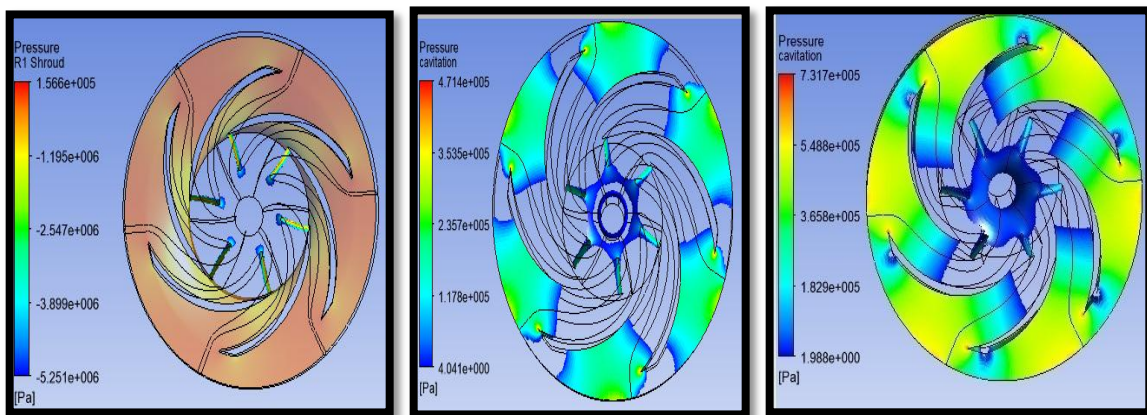 Pressure
R1 Shroud
1.566e+005
-1.195e+006
-2.547e+006
-3.899e+006
-5.251e+006
[Pa]
Pressure
cavitation
4.714e+005
3.535e+005
2.357e+005
1.178e+005
4.041e+000
[Pa]
Pressure
cavitation
7.317e+005
5.488e+005
3.658e+005
1.829e+005
1.988e+000
[Pa]